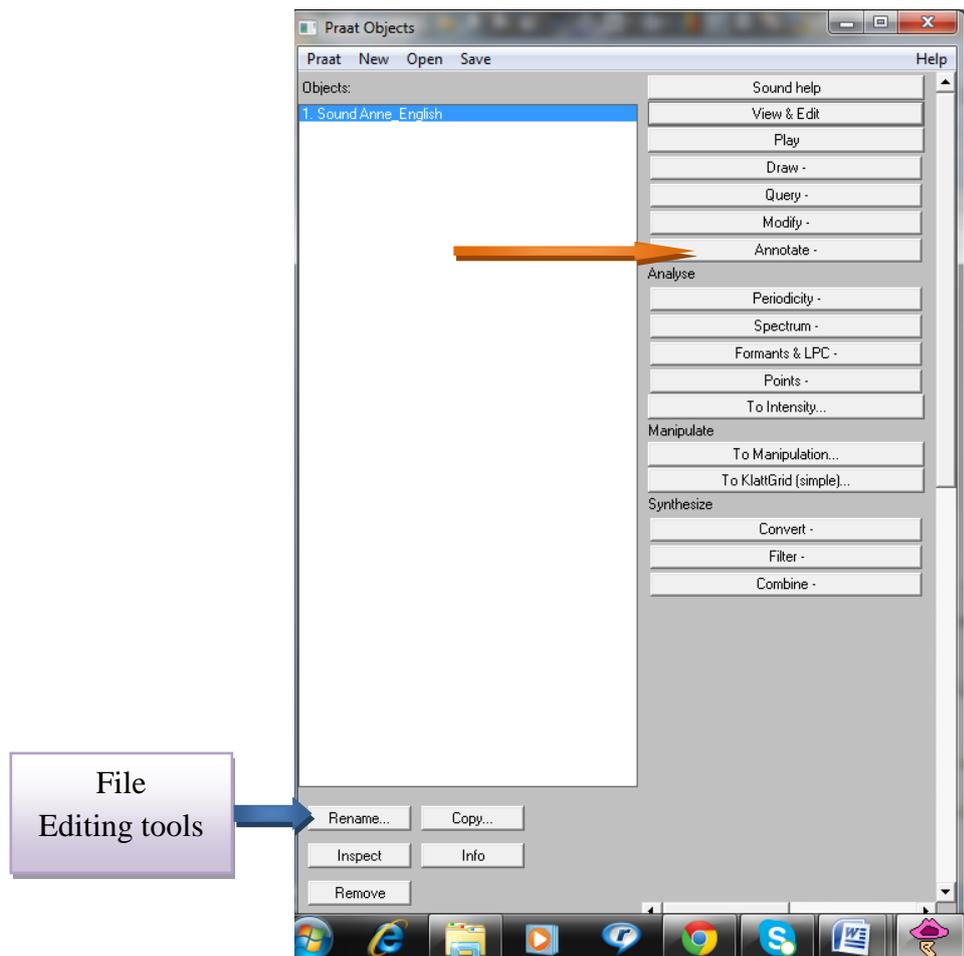 Praat Objects
Praat New Open Save Help
Objects:
1. Sound Anne_English
Sound help
View & Edit
Play
Draw -
Query -
Modify -
Annotate -
Analyse
Periodicity -
Spectrum -
Formants & LPC -
Points -
To Intensity...
Manipulate
To Manipulation...
To KlattGrid (simple)...
Synthesize
Convert -
Filter -
Combine -
File
Editing tools
Rename... Copy...
Inspect Info
Remove